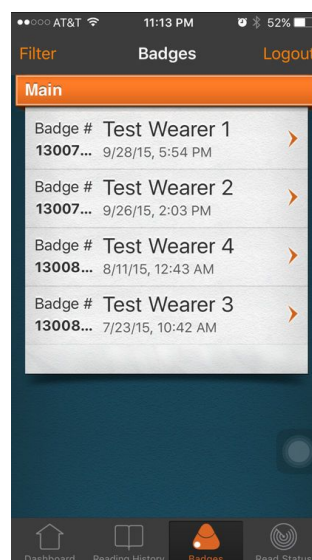 AT&T 11:13 PM 52%
Filter Badges Logout
Main
Badge # Test Wearer 1
13007... 9/28/15, 5:54 PM
Badge # Test Wearer 2
13007... 9/26/15, 2:03 PM
Badge # Test Wearer 4
13008... 8/11/15, 12:43 AM
Badge # Test Wearer 3
13008... 7/23/15, 10:42 AM
Dashboard Reading History Badges Read Status